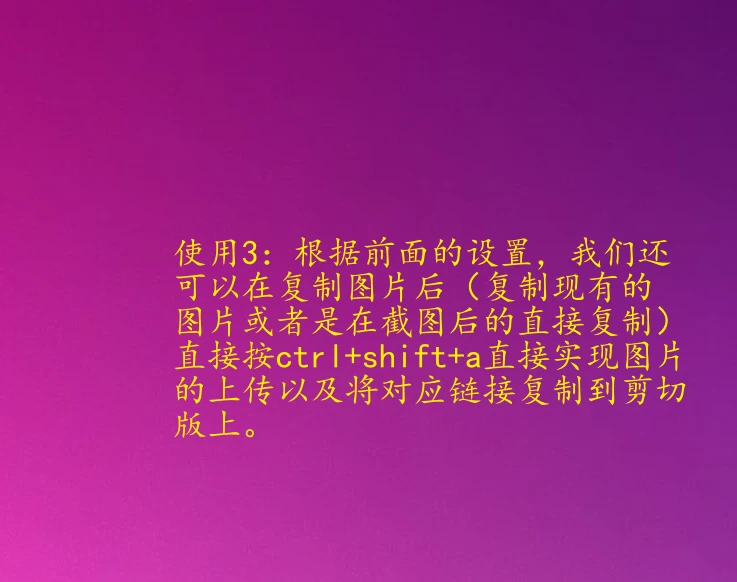 使用3：根据前面的设置，我们还
可以在复制图片后（复制现有的
图片或者是在截图后的直接复制）
直接按ctrl+shift+a直接实现图片
的上传以及将对应链接复制到剪切
版上。